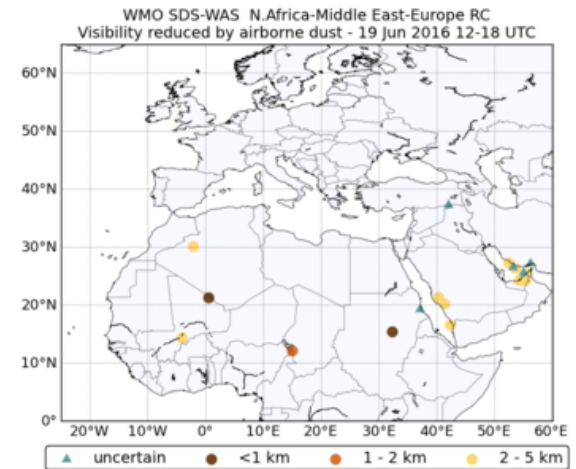 WMO SDS-WAS  N.Africa-Middle East-Europe RC
Visibility reduced by airborne dust - 19 Jun 2016 12-18 UTC
60°N
50°N
40°N
30°N
20°N
10°N
0°
20°W 10°W 0° 10°E 20°E 30°E 40°E 50°E 60°E
uncertain <1 km 1 - 2 km 2 - 5 km